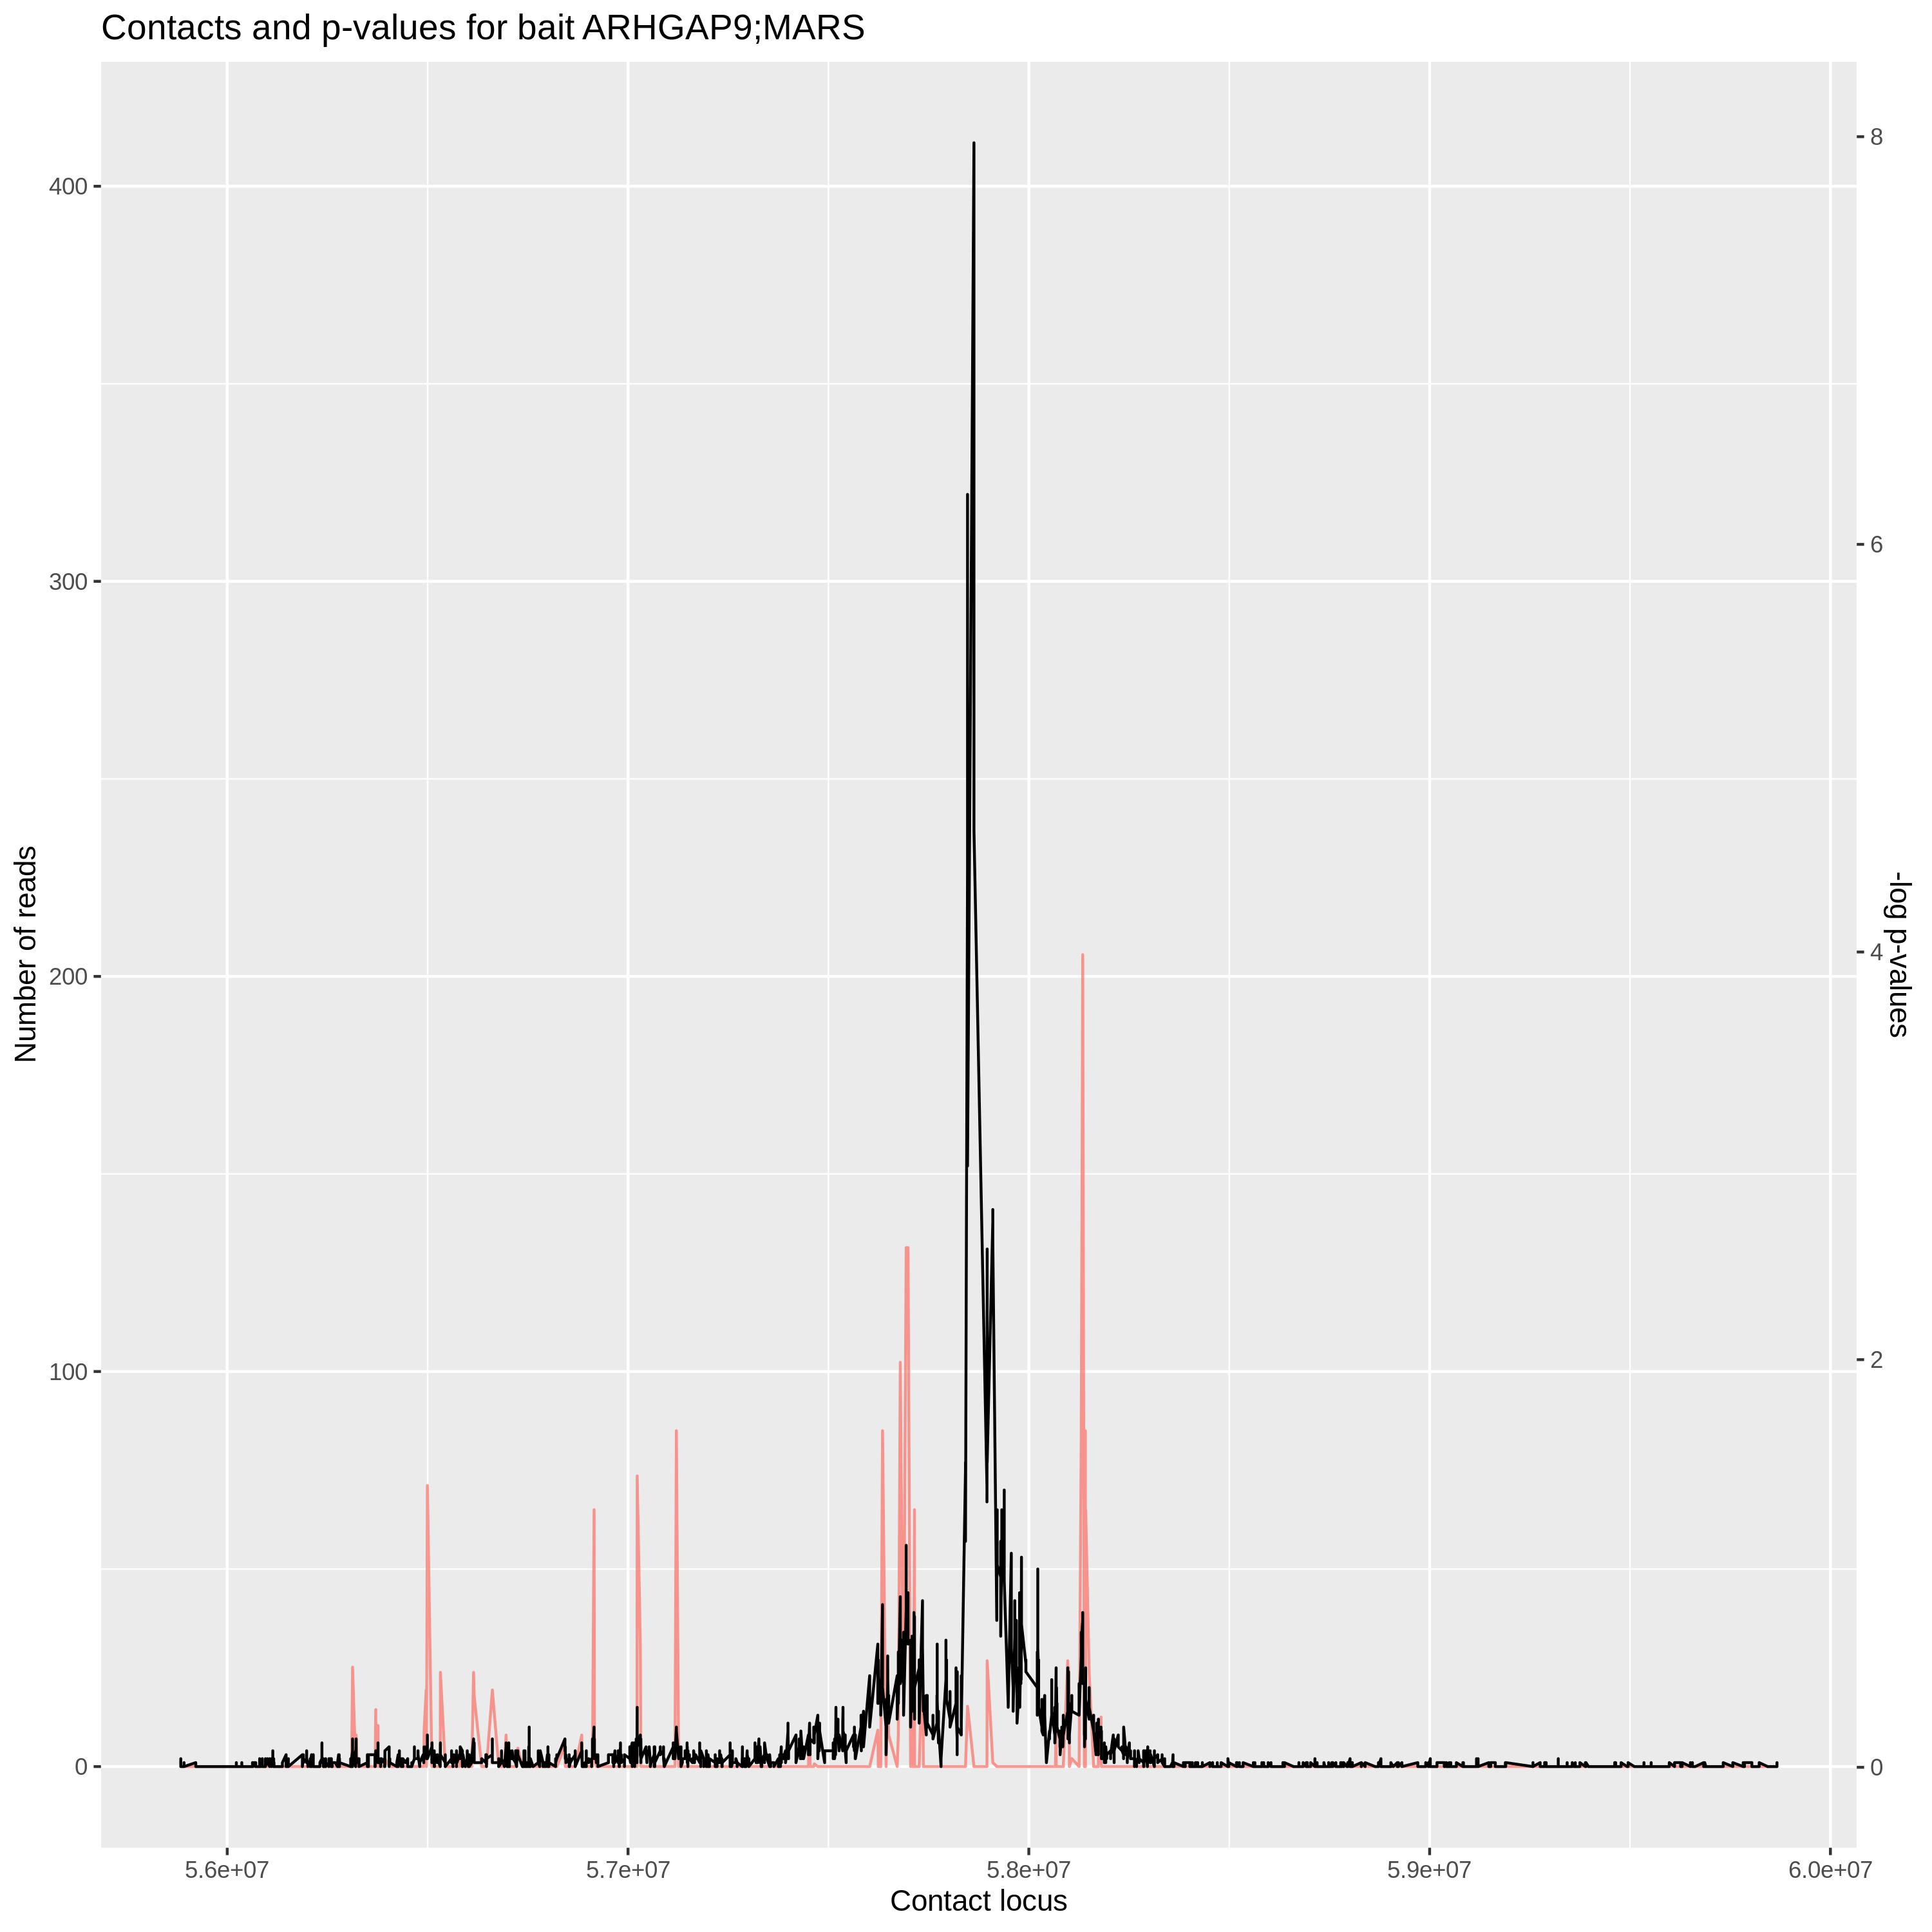 Contacts and p-values for bait ARHGAP9;MARS
400
300
200
100
0
Number of reads
8
6
4
2
0
-log p-values
5.6e+07 5.7e+07 5.8e+07 5.9e+07 6.0e+07
Contact locus